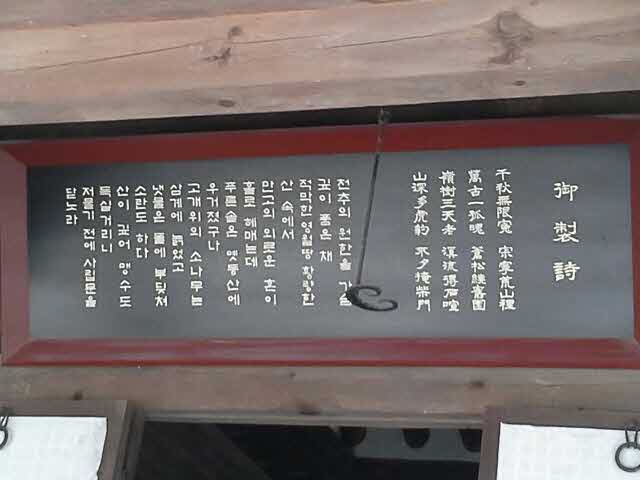 御製詩
千秋無限寃 寂寧荒山裡
萬古一孤魂 蒼松繞舊園
嶺樹三天老 溪流得石喧
山深多虎豹 不夕掩柴門
천추의 원한을 가슴
깊이 품은 채
적막한 영월땅 황량한
산 속에서
만고의 외로운 혼이
홀로 헤매는데
푸른솔은 옛동산에
우거졌구나
고개위의 소나무는
삼계에 늙었고
냇물은 돌에 부딪쳐
소란도 하다
산이 깊어 맹수도
득실거리니
저물기 전에 사립문을
닫노라